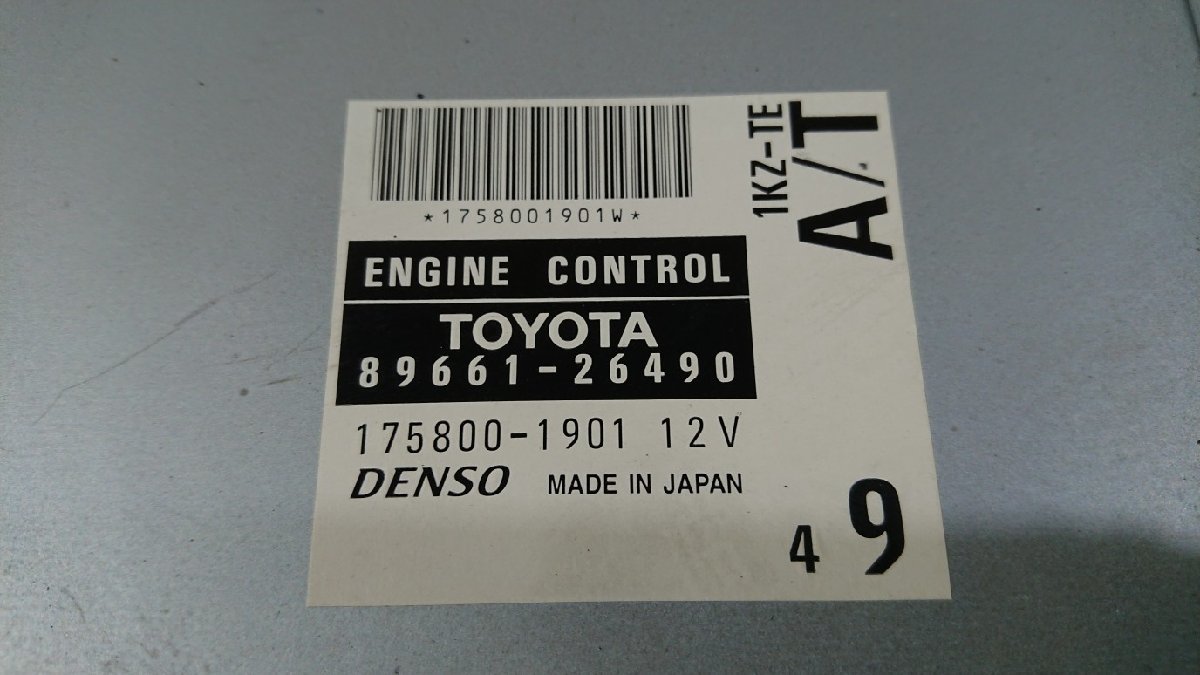 *1758001901W*
ENGINE CONTROL
TOYOTA
89661-26490
175800-1901 12V
DENSO MADE IN JAPAN
1KZ-TE
A/T
4 9